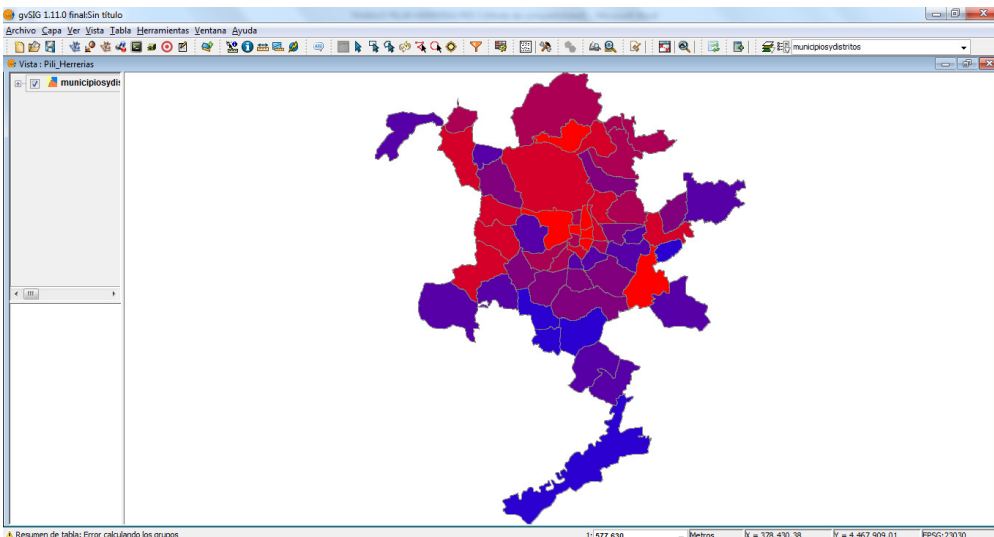 gvSIG 1.11.0 final:Sin título
Archivo Capa Ver Vista Tabla Herramientas Ventana Ayuda
municipiosydistritos
Vista : Pili_Herrerias
municipiosydis
Resumen de tabla: Error calculando los grupos 1: 577.630 Metros X = 378.430,38 Y = 4.467.909,01 EPSG:23030